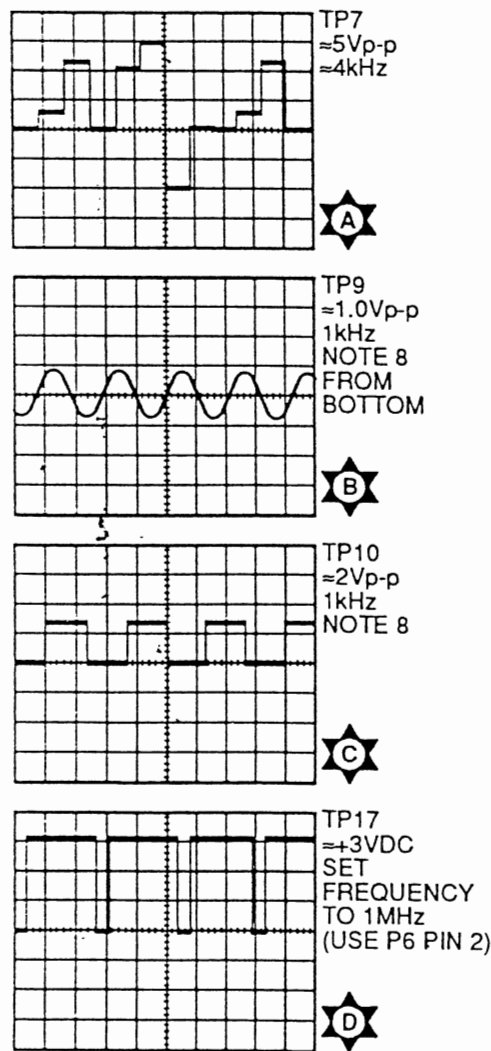 TP7
≈5Vp-p
≈4kHz
A
TP9
≈1.0Vp-p
1kHz
NOTE 8
FROM
BOTTOM
B
TP10
≈2Vp-p
1kHz
NOTE 8
C
TP17
≈+3VDC
SET
FREQUENCY
TO 1MHz
(USE P6 PIN 2)
D